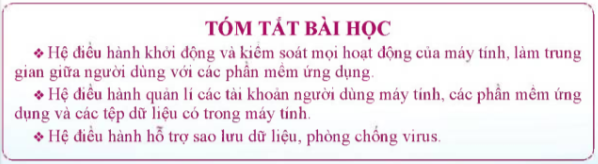 TÓM TẮT BÀI HỌC
❖ Hệ điều hành khởi động và kiểm soát mọi hoạt động của máy tính, làm trung
gian giữa người dùng với các phần mềm ứng dụng.
❖ Hệ điều hành quản lí các tài khoản người dùng máy tính, các phần mềm ứng
dụng và các tệp dữ liệu có trong máy tính.
❖ Hệ điều hành hỗ trợ sao lưu dữ liệu, phòng chống virus.